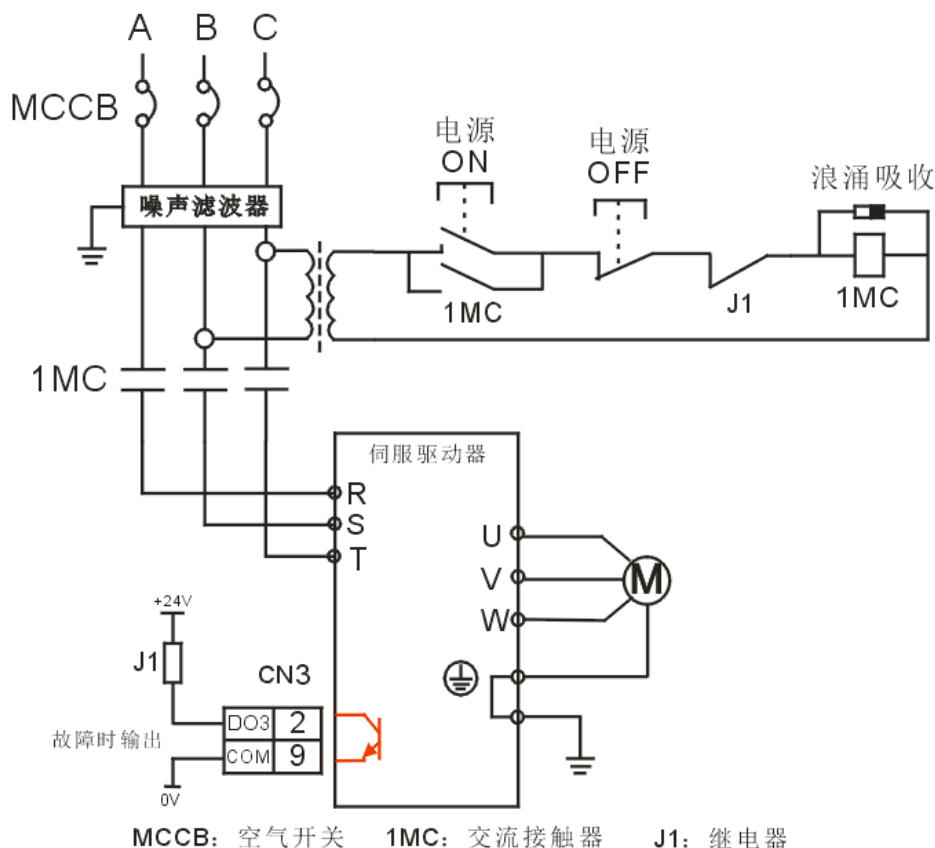 A B C
MCCB
电源
ON
电源
OFF
浪涌吸收
噪声滤波器
1MC
J1
1MC
1MC
伺服驱动器
R
S
T
U
V
W
M
+24V
J1
CN3
DO3 2
故障时输出
COM 9
0V
MCCB: 空气开关 1MC: 交流接触器 J1: 继电器